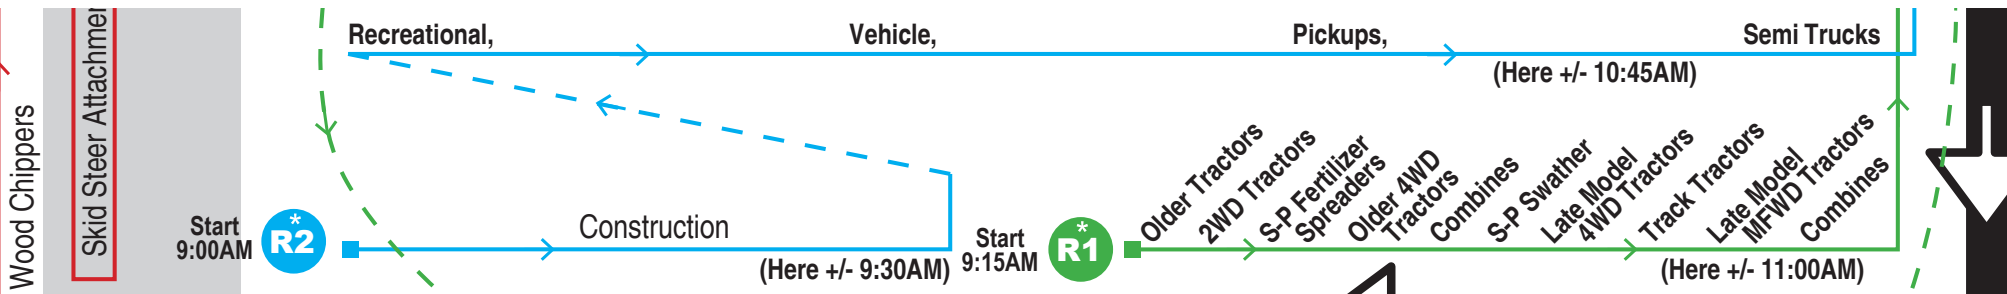 Wood Chippers
Skid Steer Attachmen
Recreational, Vehicle, Pickups, Semi Trucks
(Here +/- 10:45AM)
Start
9:00AM
*
R2
Construction
(Here +/- 9:30AM)
Start
9:15AM
*
R1
Older Tractors
2WD Tractors
S-P Fertilizer
Spreaders
Older 4WD
Tractors
Combines
S-P Swather
Late Model
4WD Tractors
Track Tractors
Late Model
MFWD Tractors
Combines
(Here +/- 11:00AM)